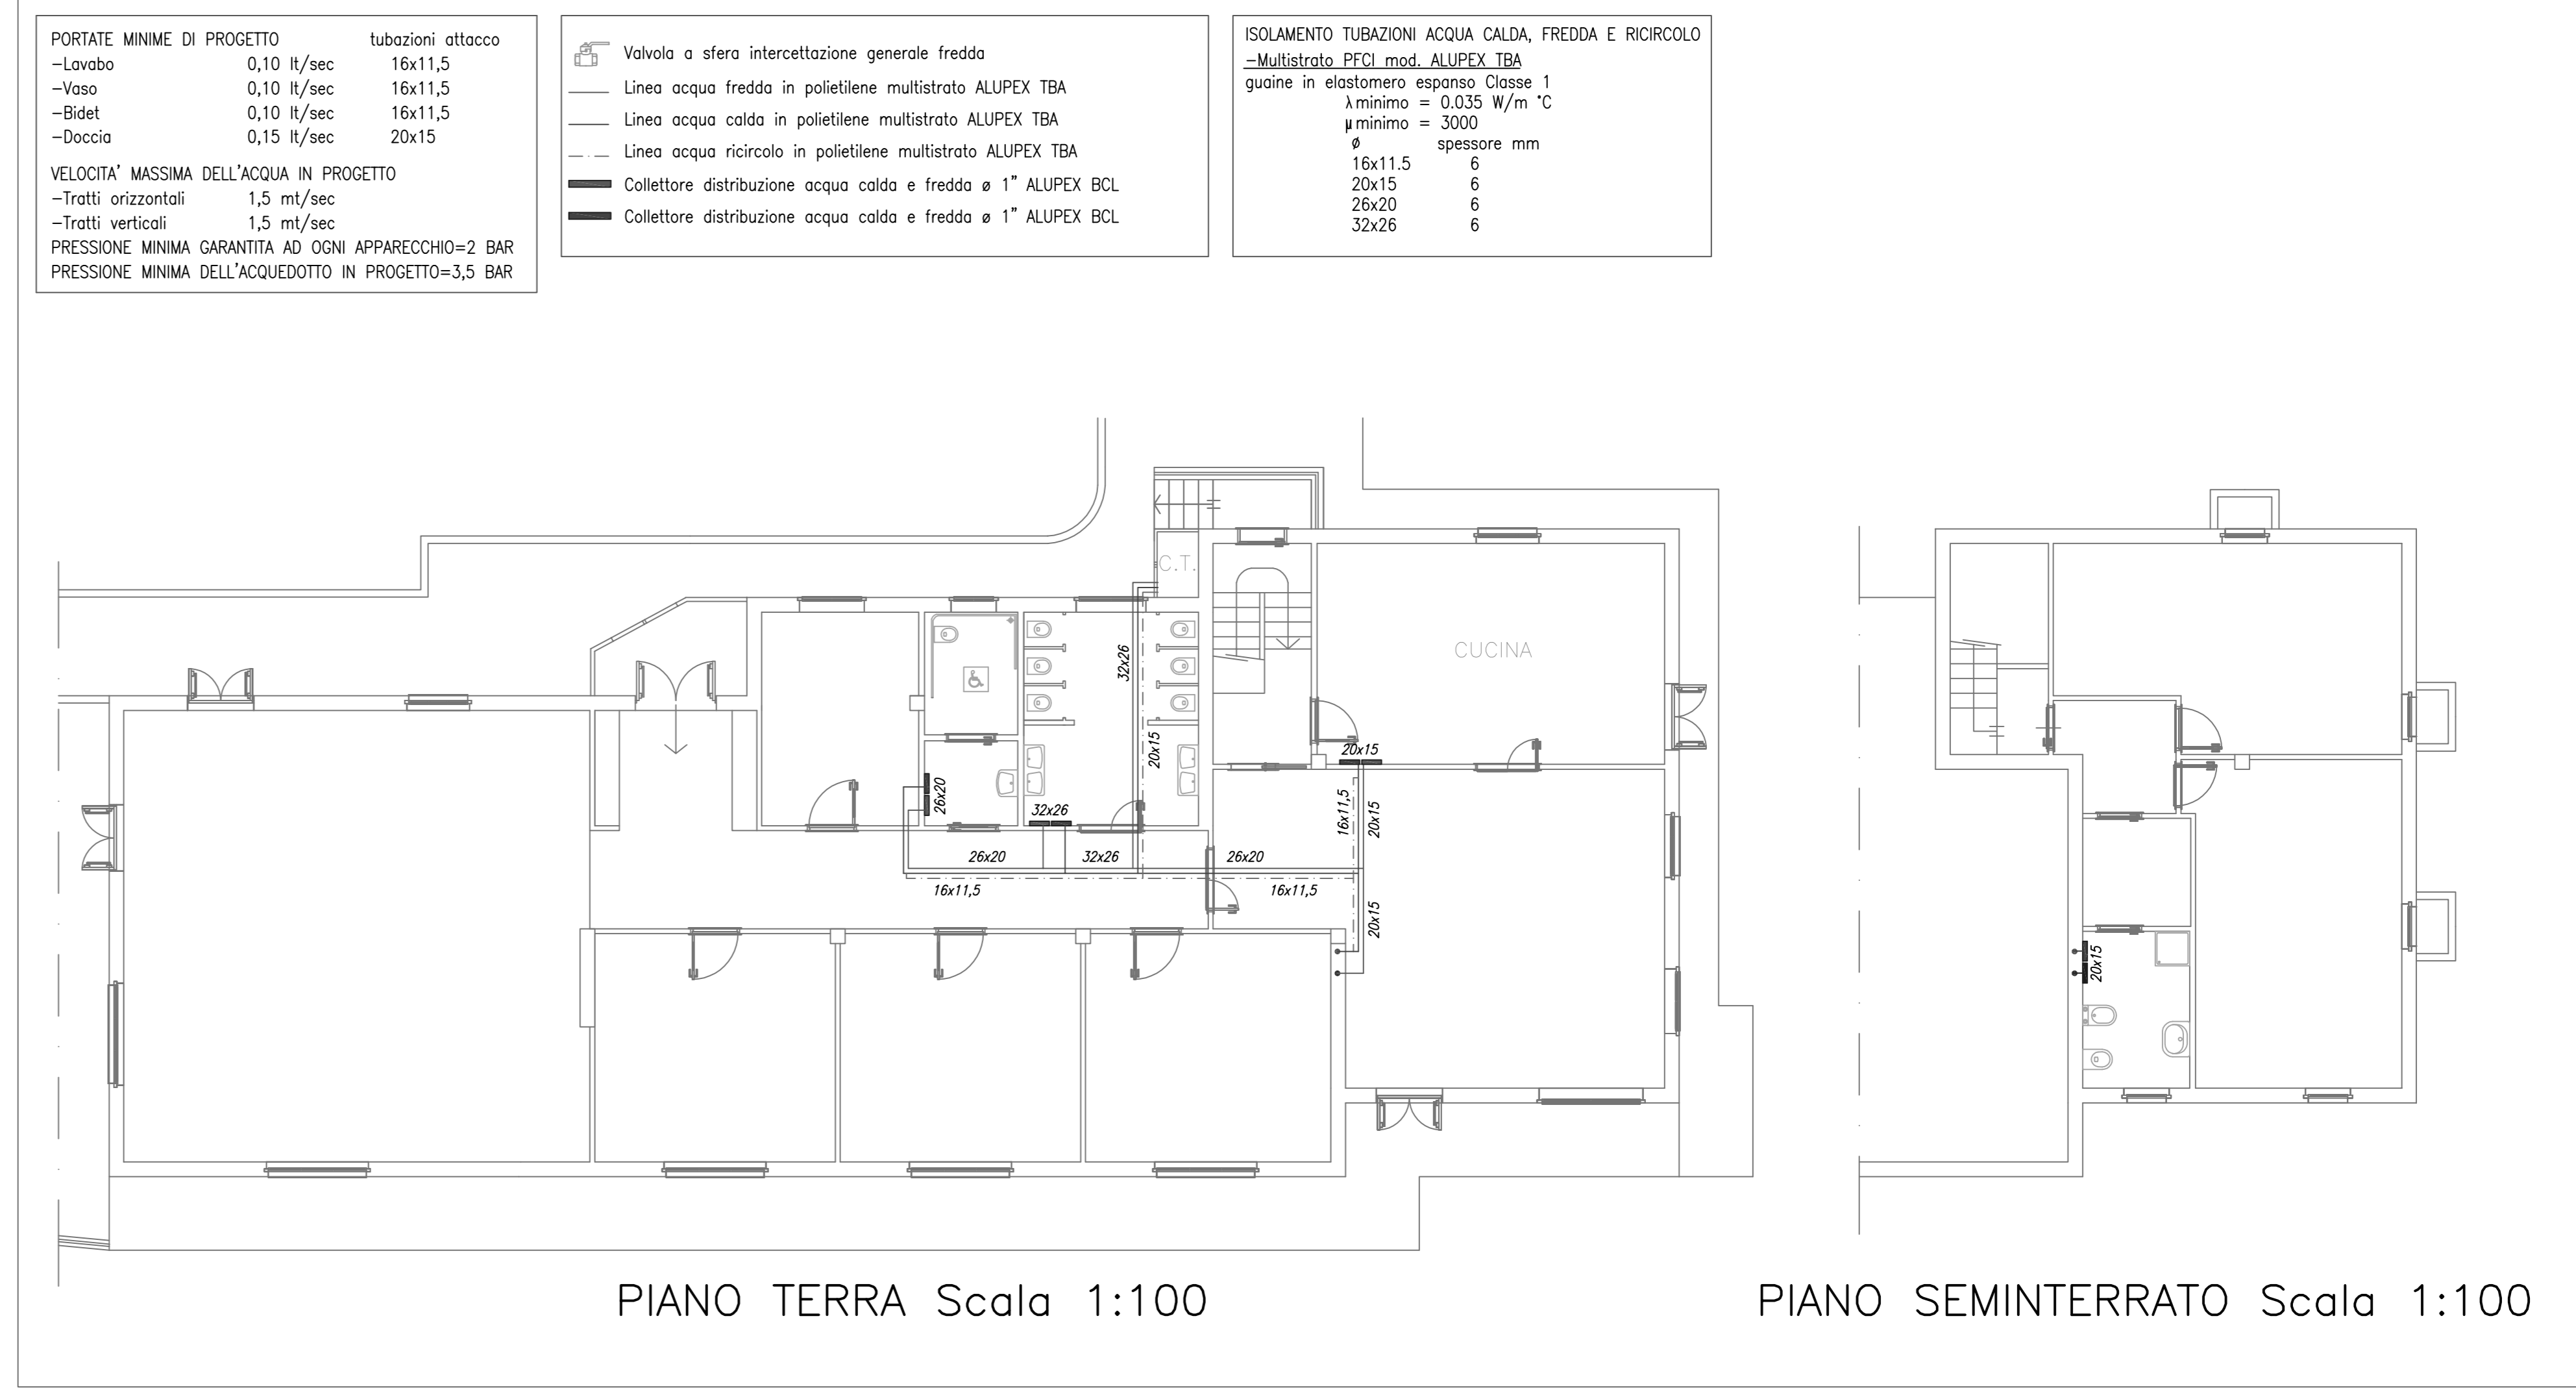 PORTATE MINIME DI PROGETTO tubazioni attacco
-Lavabo 0,10 lt/sec 16x11,5
-Vaso 0,10 lt/sec 16x11,5
-Bidet 0,10 lt/sec 16x11,5
-Doccia 0,15 lt/sec 20x15
VELOCITA' MASSIMA DELL'ACQUA IN PROGETTO
-Tratti orizzontali 1,5 mt/sec
-Tratti verticali 1,5 mt/sec
PRESSIONE MINIMA GARANTITA AD OGNI APPARECCHIO=2 BAR
PRESSIONE MINIMA DELL'ACQUEDOTTO IN PROGETTO=3,5 BAR
Valvola a sfera intercettazione generale fredda
Linea acqua fredda in polietilene multistrato ALUPEX TBA
Linea acqua calda in polietilene multistrato ALUPEX TBA
Linea acqua ricircolo in polietilene multistrato ALUPEX TBA
Collettore distribuzione acqua calda e fredda ø 1" ALUPEX BCL
Collettore distribuzione acqua calda e fredda ø 1" ALUPEX BCL
ISOLAMENTO TUBAZIONI ACQUA CALDA, FREDDA E RICIRCOLO
-Multistrato PFCI mod. ALUPEX TBA
guaine in elastomero espanso Classe 1
λ minimo = 0.035 W/m °C
μ minimo = 3000
ø spessore mm
16x11.5 6
20x15 6
26x20 6
32x26 6
C.T.
CUCINA
32x26
20x15
20x15
26x20
32x26
16x11,5
20x15
26x20
32x26
26x20
16x11,5
16x11,5
20x15
20x15
PIANO TERRA Scala 1:100
PIANO SEMINTERRATO Scala 1:100